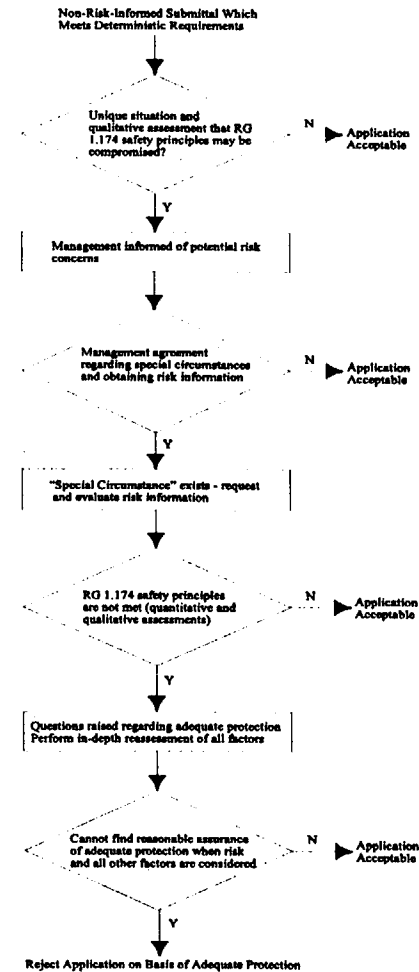 Non-Risk-Informed Submittal Which
Meets Deterministic Requirements
Unique situation and
qualitative assessment that RG
1.174 safety principles may be
compromised?
N
Application
Acceptable
Y
Management informed of potential risk
concerns
Management agreement
regarding special circumstances
and obtaining risk information
N
Application
Acceptable
Y
"Special Circumstance" exists - request
and evaluate risk information
RG 1.174 safety principles
are not met (quantitative and
qualitative assessments)
N
Application
Acceptable
Y
Questions raised regarding adequate protection
Perform in-depth reassessment of all factors
Cannot find reasonable assurance
of adequate protection when risk
and all other factors are considered
N
Application
Acceptable
Y
Reject Application on Basis of Adequate Protection